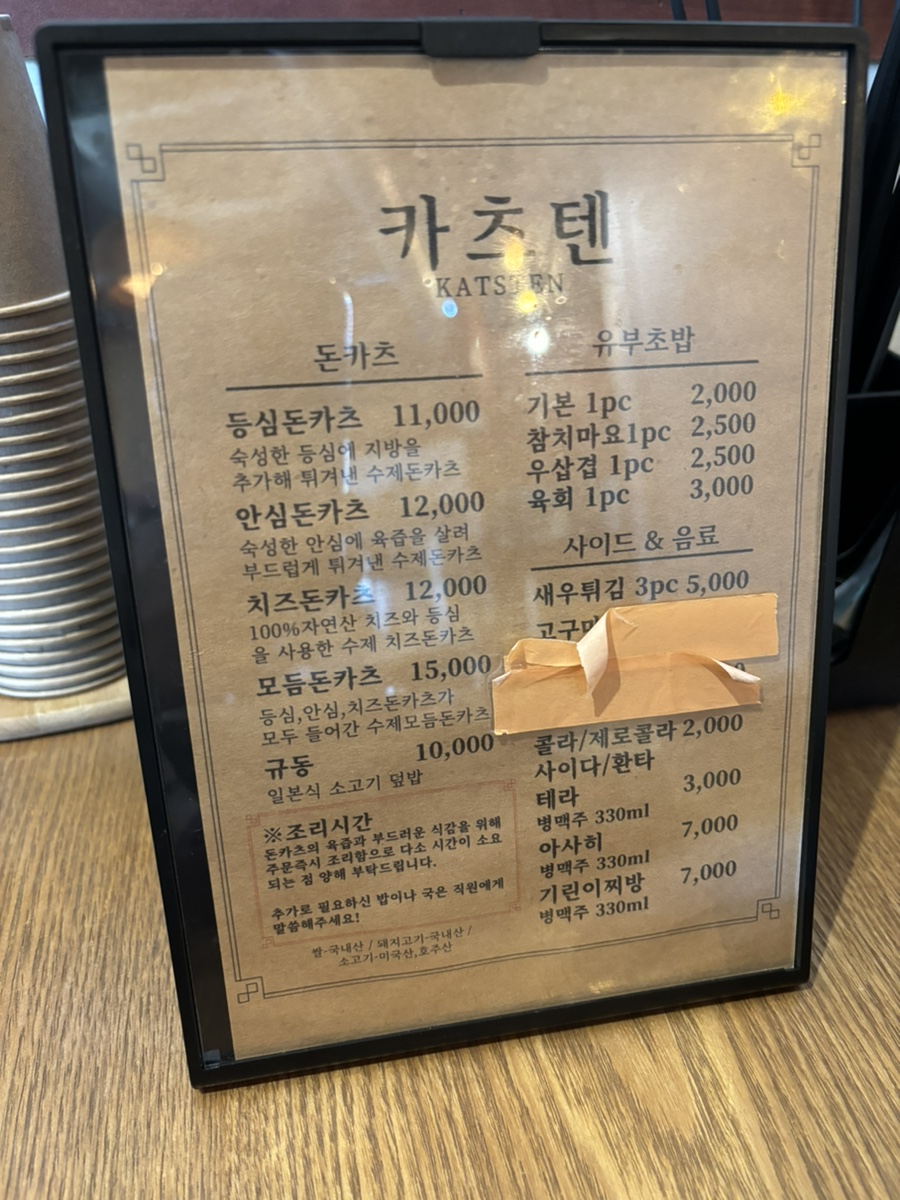 카츠텐
KATSTEN
돈카츠
등심돈카츠 11,000
숙성한 등심에 지방을
추가해 튀겨낸 수제돈카츠
안심돈카츠 12,000
숙성한 안심에 육즙을 살려
부드럽게 튀겨낸 수제돈카츠
치즈돈카츠 12,000
100%자연산 치즈와 등심
을 사용한 수제 치즈돈카츠
모듬돈카츠 15,000
등심,안심,치즈돈카츠가
모두 들어간 수제모듬돈카츠
규동 10,000
일본식 소고기 덮밥
※조리시간
돈카츠의 육즙과 부드러운 식감을 위해
주문즉시 조리함으로 다소 시간이 소요
되는 점 양해 부탁드립니다.
추가로 필요하신 밥이나 국은 직원에게
말씀해주세요!
쌀-국내산 / 돼지고기-국내산 /
소고기-미국산,호주산
유부초밥
기본 1pc 2,000
참치마요1pc 2,500
우삼겹 1pc 2,500
육회 1pc 3,000
사이드 & 음료
새우튀김 3pc 5,000
콜라/제로콜라 2,000
사이다/환타
테라 3,000
병맥주 330ml
아사히 7,000
병맥주 330ml
기린이찌방 7,000
병맥주 330ml